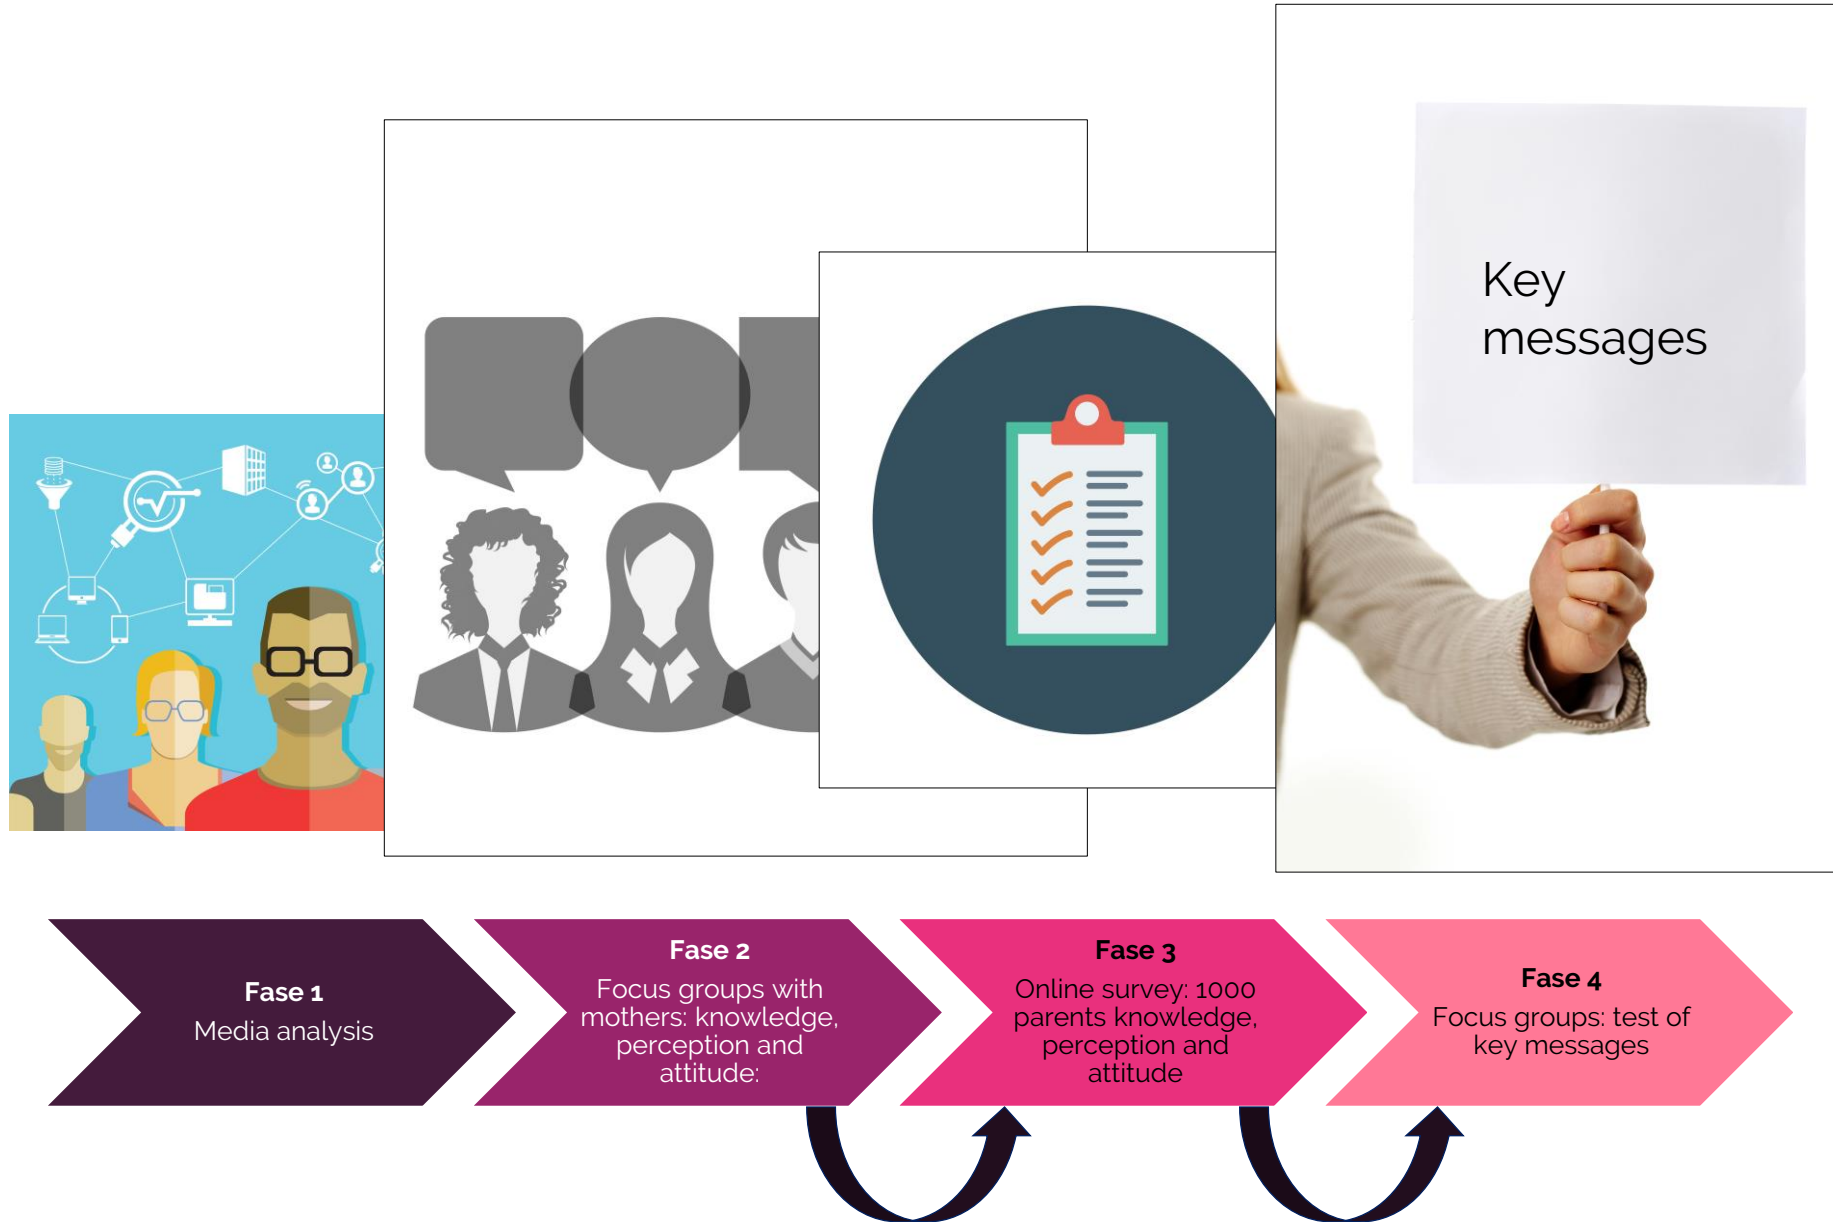 Key
messages
Fase 1
Media analysis
Fase 2
Focus groups with
mothers: knowledge,
perception and
attitude:
Fase 3
Online survey: 1000
parents knowledge,
perception and
attitude
Fase 4
Focus groups: test of
key messages